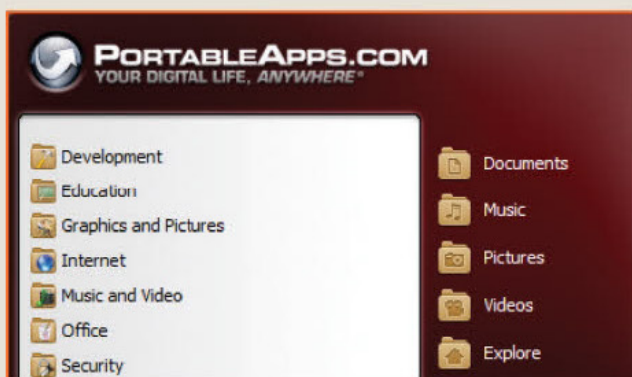 PORTABLEAPPS.COM
YOUR DIGITAL LIFE, ANYWHERE®
Development
Education
Graphics and Pictures
Internet
Music and Video
Office
Security
Documents
Music
Pictures
Videos
Explore